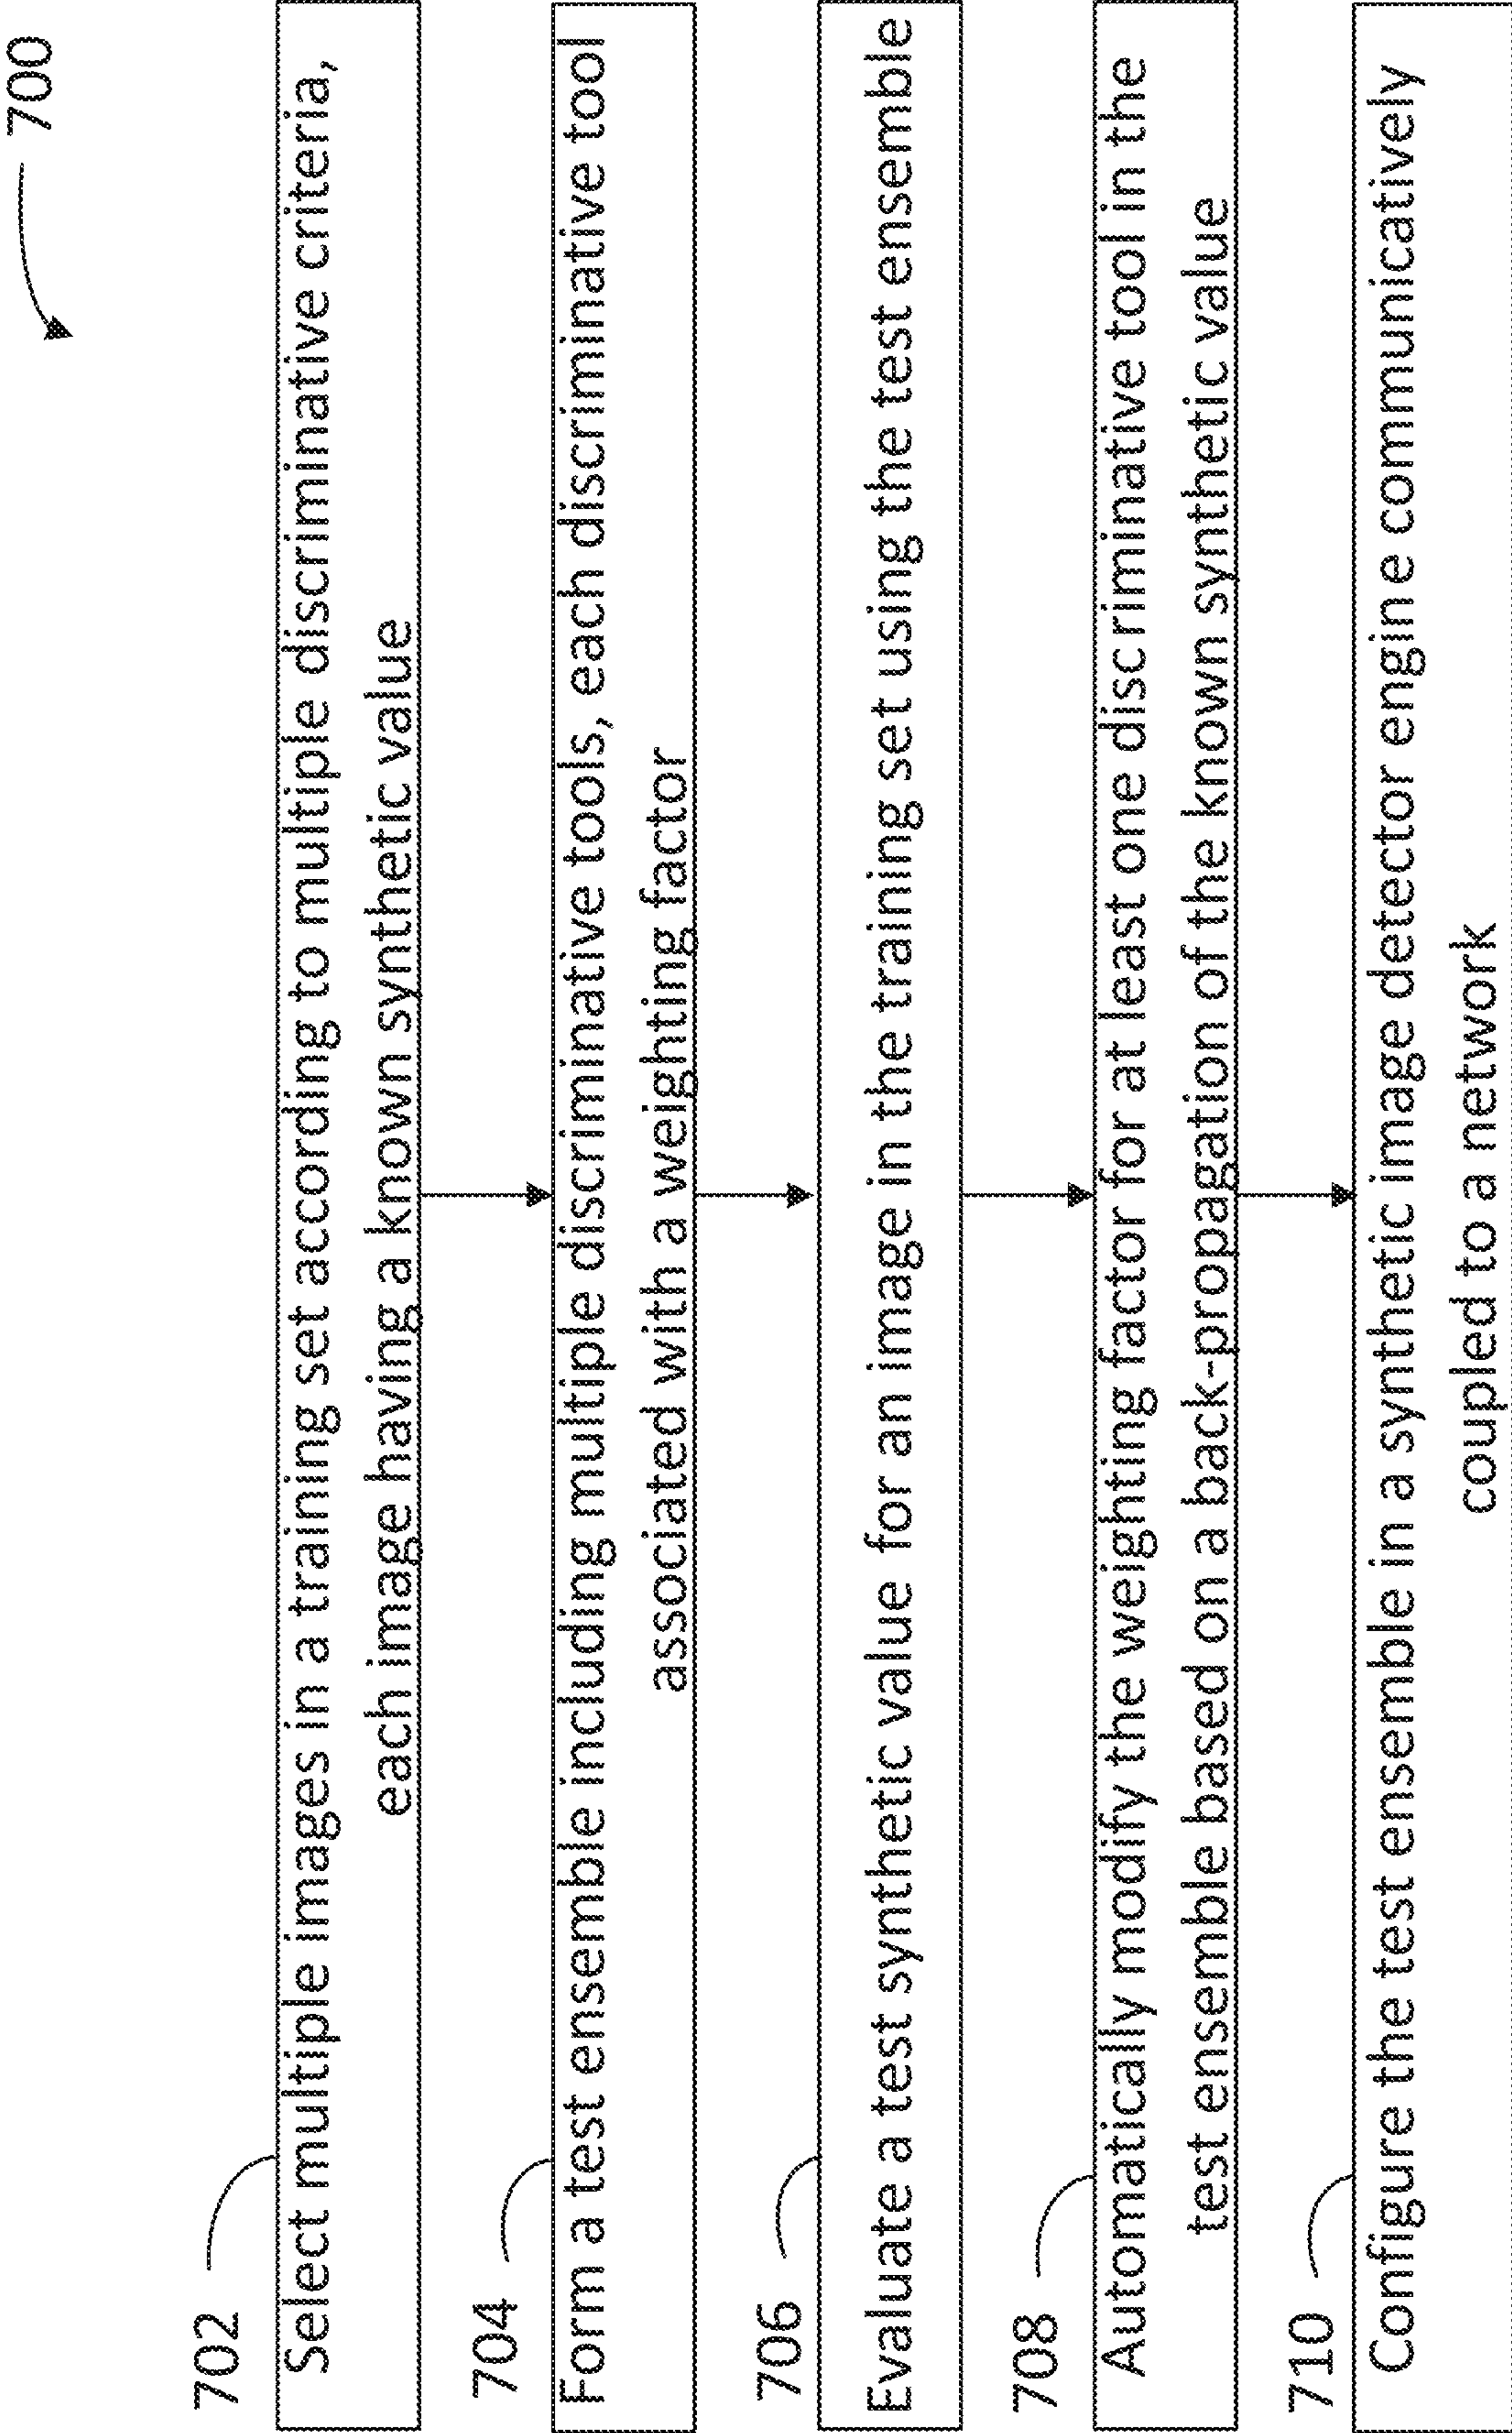 700
702
Select multiple images in a training set according to multiple discriminative criteria,
each image having a known synthetic value
704
Form a test ensemble including multiple discriminative tools, each discriminative tool
associated with a weighting factor
706
Evaluate a test synthetic value for an image in the training set using the test ensemble
708
Automatically modify the weighting factor for at least one discriminative tool in the
test ensemble based on a back-propagation of the known synthetic value
710
Configure the test ensemble in a synthetic image detector engine communicatively
coupled to a network